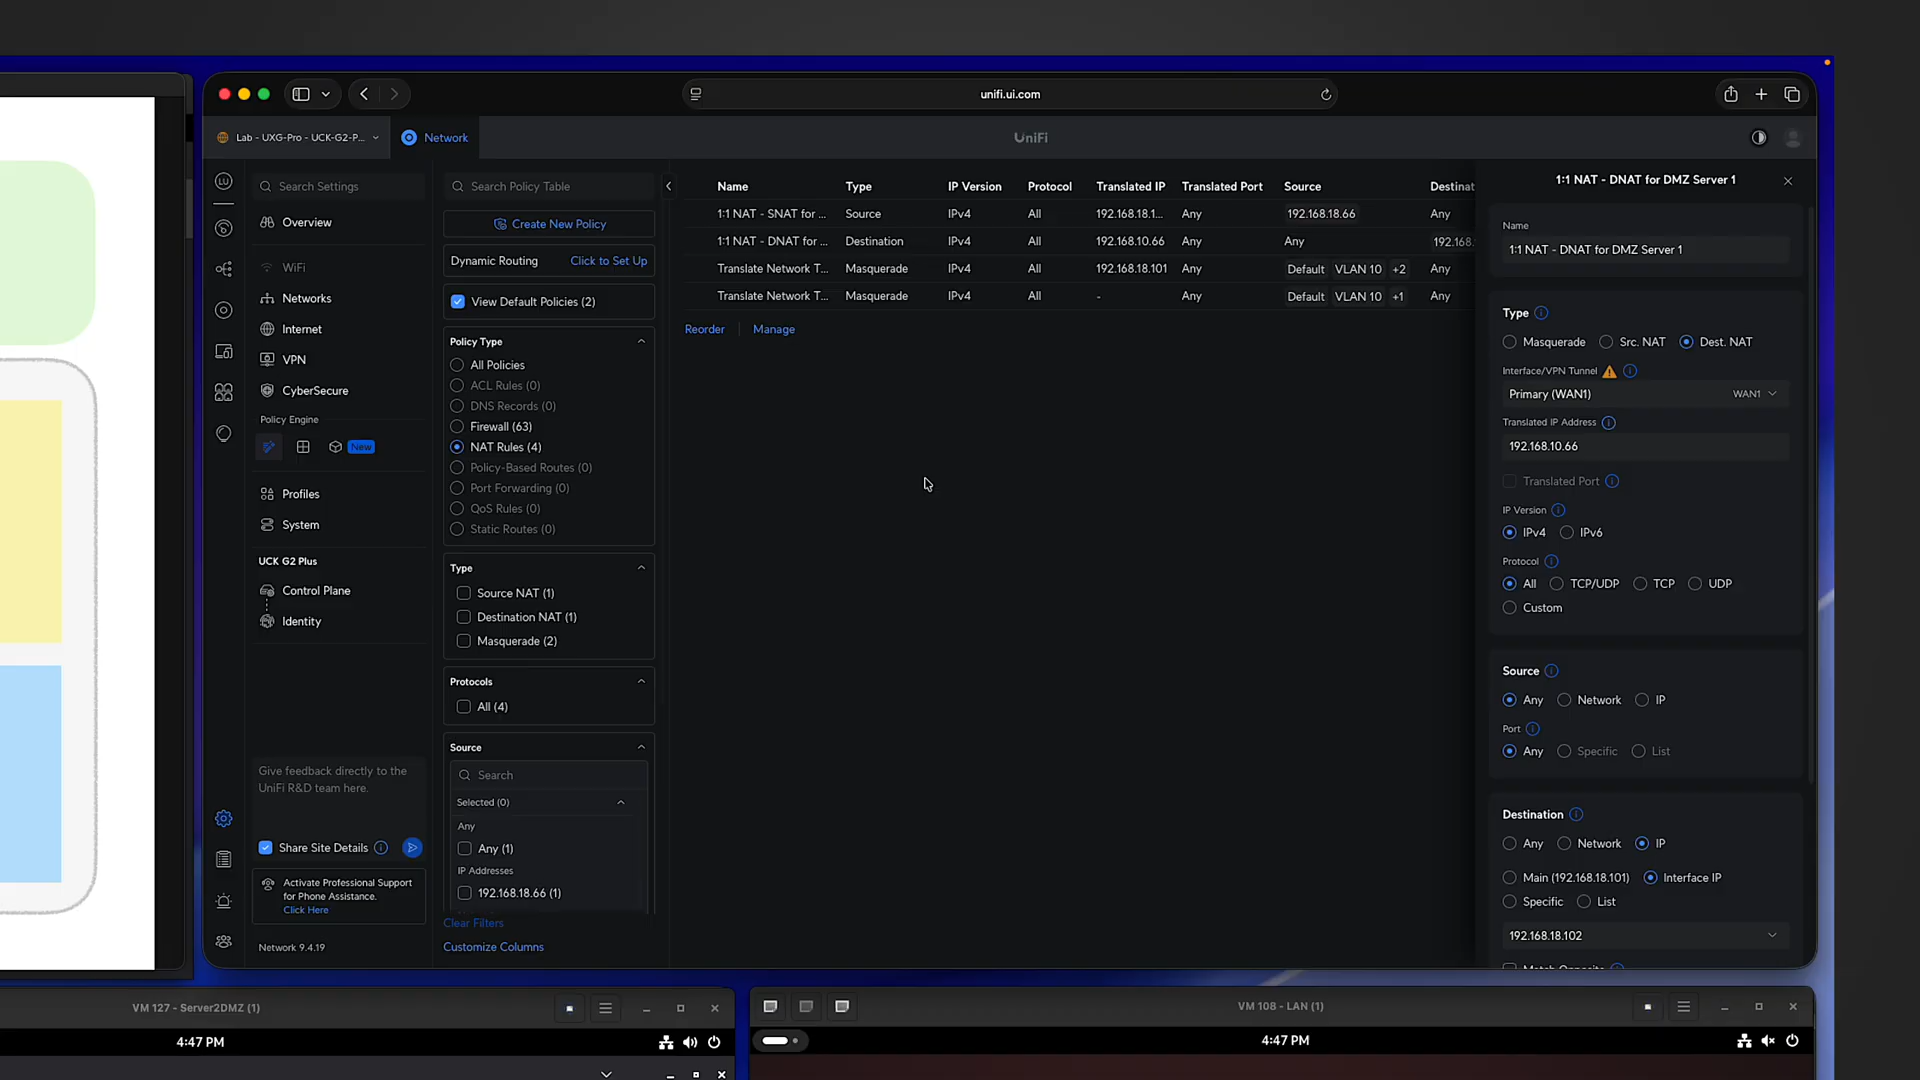 unifi.ui.com
Lab - UXG-Pro - UCK-G2-P...
Network
UniFi
LU
Search Settings
Overview
WiFi
Networks
Internet
VPN
CyberSecure
Policy Engine
New
Profiles
System
UCK G2 Plus
Control Plane
Identity
Give feedback directly to the
UniFi R&D team here.
Share Site Details
Activate Professional Support
for Phone Assistance.
Click Here
Network 9.4.19
Search Policy Table
Create New Policy
Dynamic Routing Click to Set Up
View Default Policies (2)
Policy Type
All Policies
ACL Rules (0)
DNS Records (0)
Firewall (63)
NAT Rules (4)
Policy-Based Routes (0)
Port Forwarding (0)
QoS Rules (0)
Static Routes (0)
Type
Source NAT (1)
Destination NAT (1)
Masquerade (2)
Protocols
All (4)
Source
Search
Selected (0)
Any
Any (1)
IP Addresses
192.168.18.66 (1)
Clear Filters
Customize Columns
Name Type IP Version Protocol Translated IP Translated Port Source Destinat
1:1 NAT - SNAT for ... Source IPv4 All 192.168.18.1... Any 192.168.18.66 Any
1:1 NAT - DNAT for ... Destination IPv4 All 192.168.10.66 Any Any 192.168.
Translate Network T... Masquerade IPv4 All 192.168.18.101 Any Default VLAN 10 +2 Any
Translate Network T... Masquerade IPv4 All - Any Default VLAN 10 +1 Any
Reorder Manage
1:1 NAT - DNAT for DMZ Server 1
Name
1:1 NAT - DNAT for DMZ Server 1
Type
Masquerade Src. NAT Dest. NAT
Interface/VPN Tunnel
Primary (WAN1) WAN1
Translated IP Address
192.168.10.66
Translated Port
IP Version
IPv4 IPv6
Protocol
All TCP/UDP TCP UDP
Custom
Source
Any Network IP
Port
Any Specific List
Destination
Any Network IP
Main (192.168.18.101) Interface IP
Specific List
192.168.18.102
Match Opposite
VM 127 - Server2DMZ (1)
4:47 PM
VM 108 - LAN (1)
4:47 PM